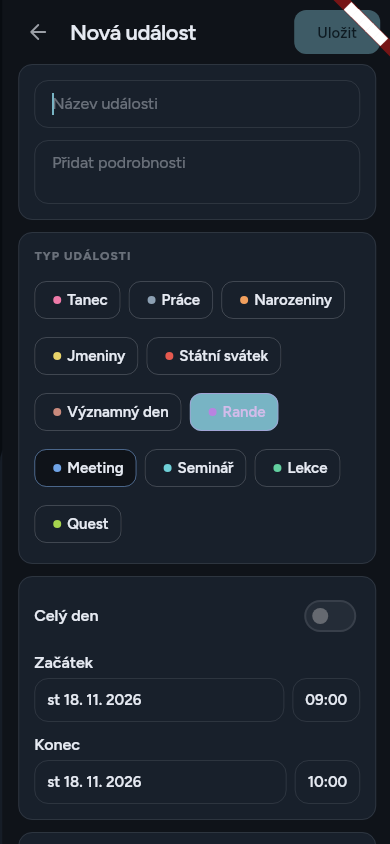 Nová událost
Uložit
Název události
Přidat podrobnosti
TYP UDÁLOSTI
Tanec Práce Narozeniny
Jmeniny Státní svátek
Významný den Rande
Meeting Seminář Lekce
Quest
Celý den
Začátek
st 18. 11. 2026 09:00
Konec
st 18. 11. 2026 10:00